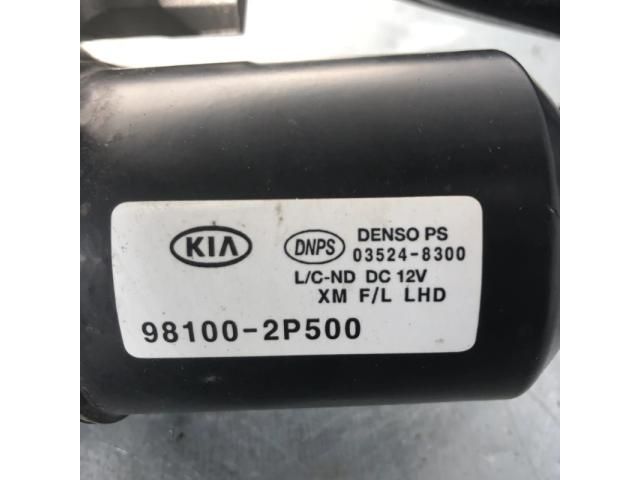 KIA DNPS DENSO PS
03524-8300
L/C-ND DC 12V
XM F/L LHD
98100-2P500